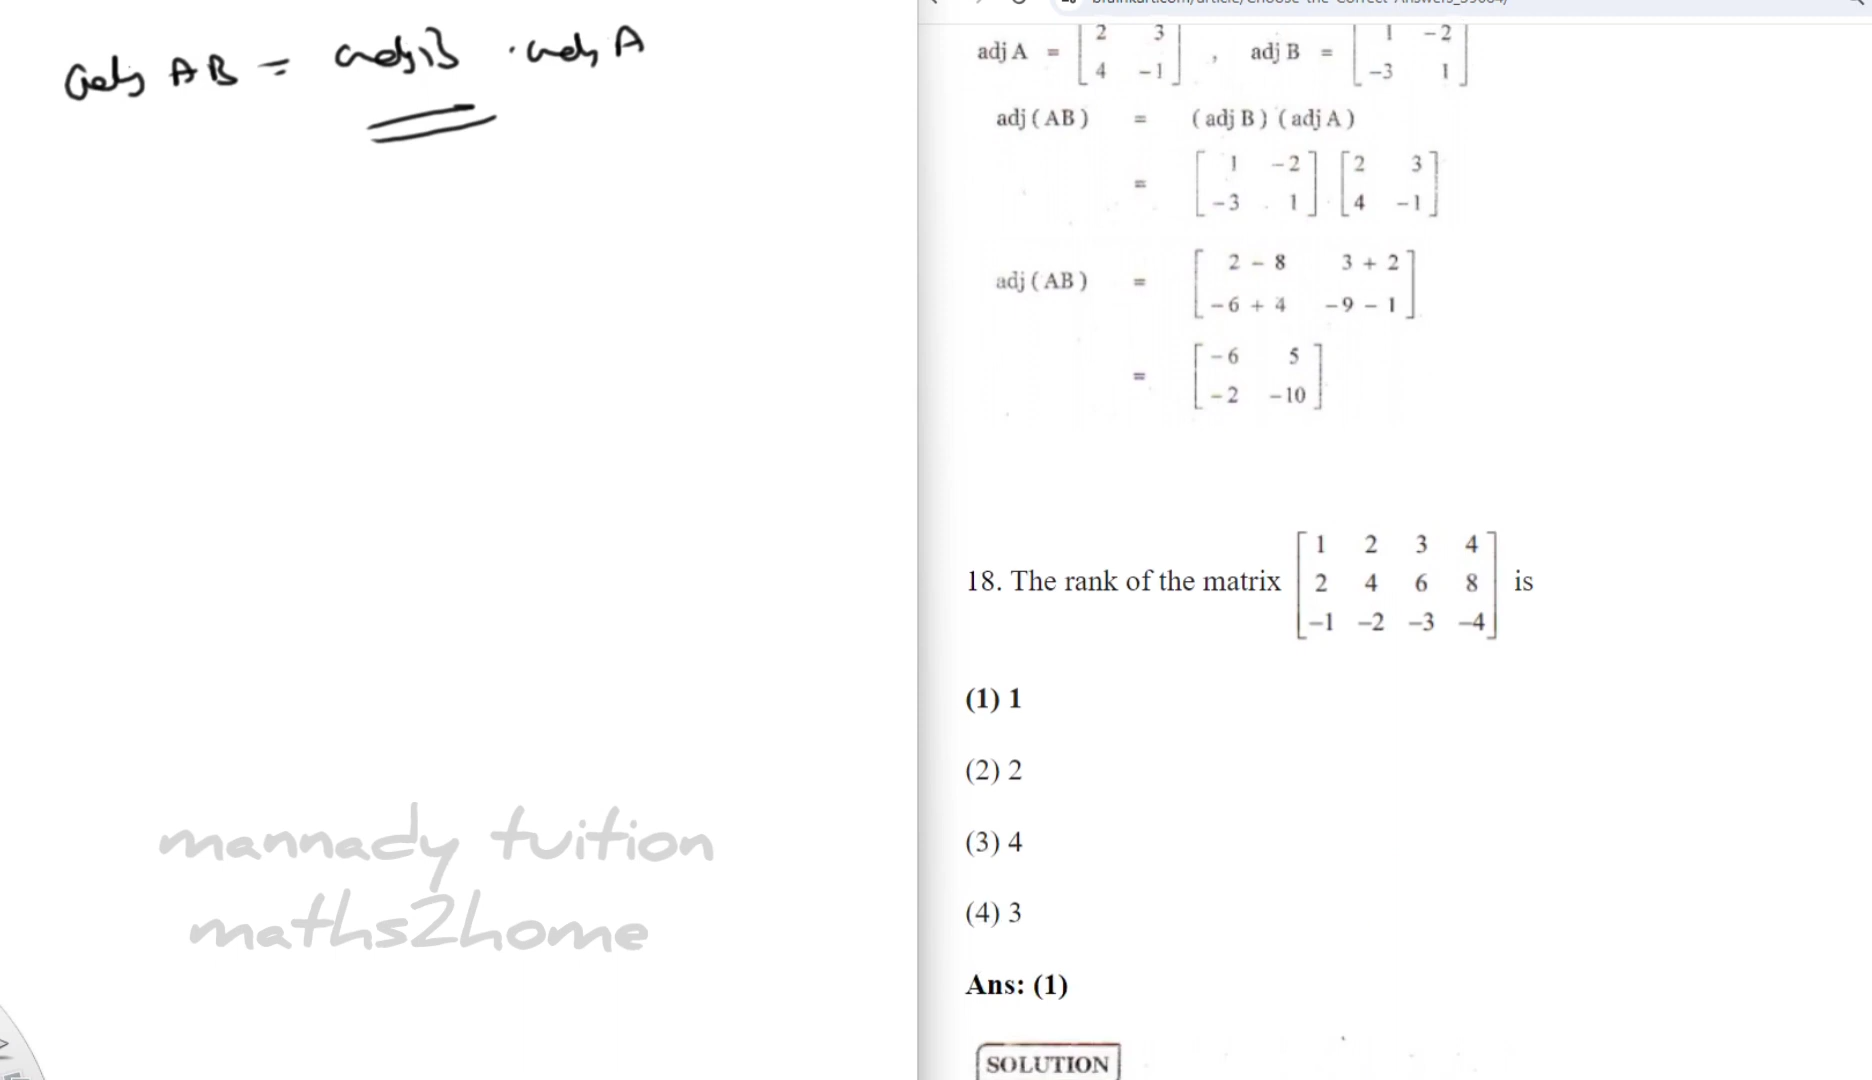 adj AB = adj B . adj A
mannady tuition
maths2home
adj A = [ 2 3 , adj B = [ 1 -2
4 -1 ] -3 1 ]
adj ( AB ) = ( adj B ) ( adj A )
= [ 1 -2 ] [ 2 3 ]
[ -3 1 ] [ 4 -1 ]
adj ( AB ) = [ 2 - 8 3 + 2 ]
[ -6 + 4 -9 - 1 ]
= [ -6 5 ]
[ -2 -10 ]
18. The rank of the matrix [ 1 2 3 4 ]
[ 2 4 6 8 ] is
[ -1 -2 -3 -4 ]
(1) 1
(2) 2
(3) 4
(4) 3
Ans: (1)
SOLUTION